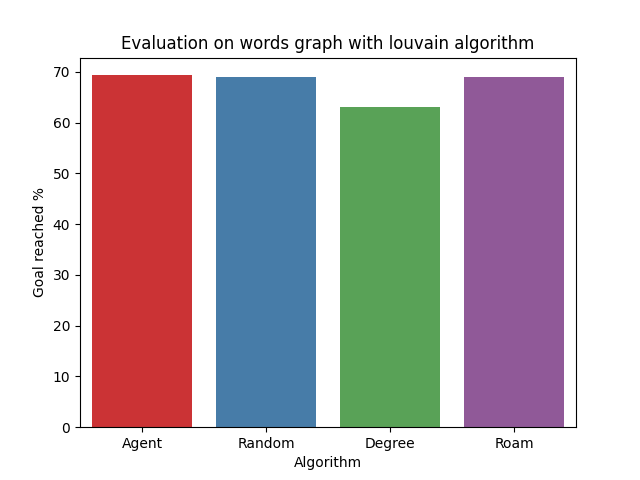 Evaluation on words graph with louvain algorithm
Goal reached %
70
60
50
40
30
20
10
0
Agent Random Degree Roam
Algorithm